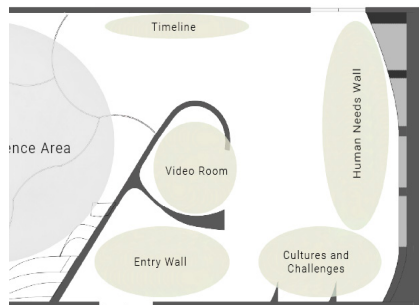 Timeline
Human Needs Wall
ence Area
Video Room
Entry Wall
Cultures and
Challenges